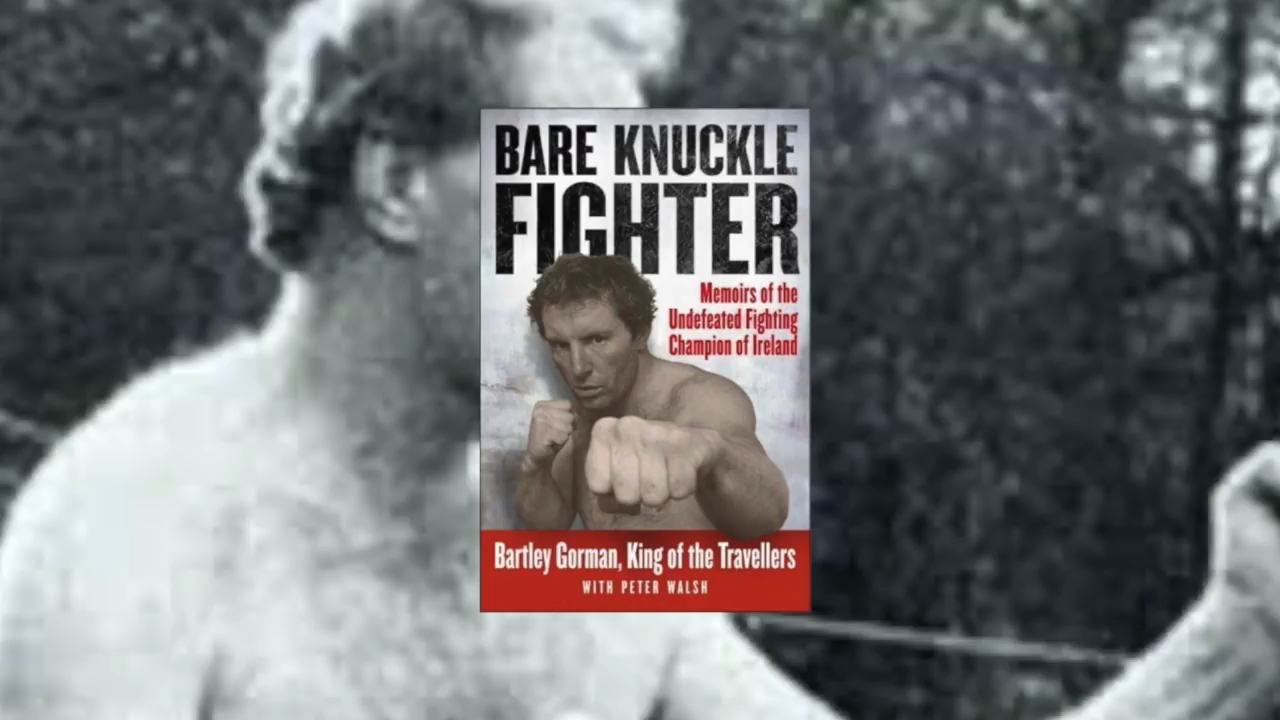 BARE KNUCKLE
FIGHTER
Memoirs of the
Undefeated Fighting
Champion of Ireland
Bartley Gorman, King of the Travellers
WITH PETER WALSH